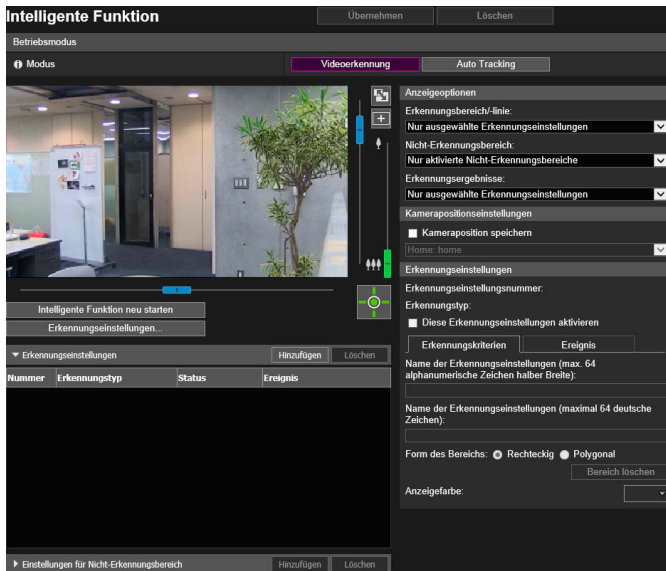 Intelligente Funktion
Übernehmen
Löschen
Betriebsmodus
Modus
Videoerkennung
Auto Tracking
Anzeigeoptionen
Erkennungsbereich/-linie:
Nur ausgewählte Erkennungseinstellungen
Nicht-Erkennungsbereich:
Nur aktivierte Nicht-Erkennungsbereiche
Erkennungsergebnisse:
Nur ausgewählte Erkennungseinstellungen
Kamerapositionseinstellungen
Kameraposition speichern
Home: home
Erkennungseinstellungen
Erkennungseinstellungsnummer:
Erkennungstyp:
Diese Erkennungseinstellungen aktivieren
Erkennungskriterien
Ereignis
Name der Erkennungseinstellungen (max. 64
alphanumerische Zeichen halber Breite):
Name der Erkennungseinstellungen (maximal 64 deutsche
Zeichen):
Form des Bereichs:
Rechteckig
Polygonal
Bereich löschen
Anzeigefarbe:
Intelligente Funktion neu starten
Erkennungseinstellungen...
Erkennungseinstellungen
Hinzufügen
Löschen
Nummer
Erkennungstyp
Status
Ereignis
Einstellungen für Nicht-Erkennungsbereich
Hinzufügen
Löschen